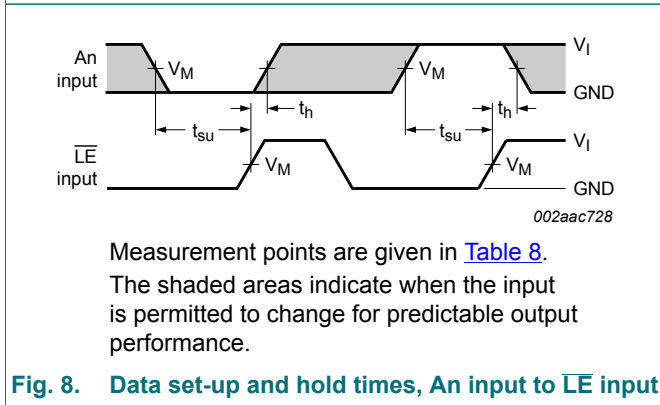 An
input
V_M
V_M
V_I
GND
t_h
t_h
t_su
t_su
L̅E̅
input
V_M
V_M
V_I
GND
002aac728
Measurement points are given in Table 8.
The shaded areas indicate when the input
is permitted to change for predictable output
performance.
Fig. 8. Data set-up and hold times, An input to L̅E̅ input